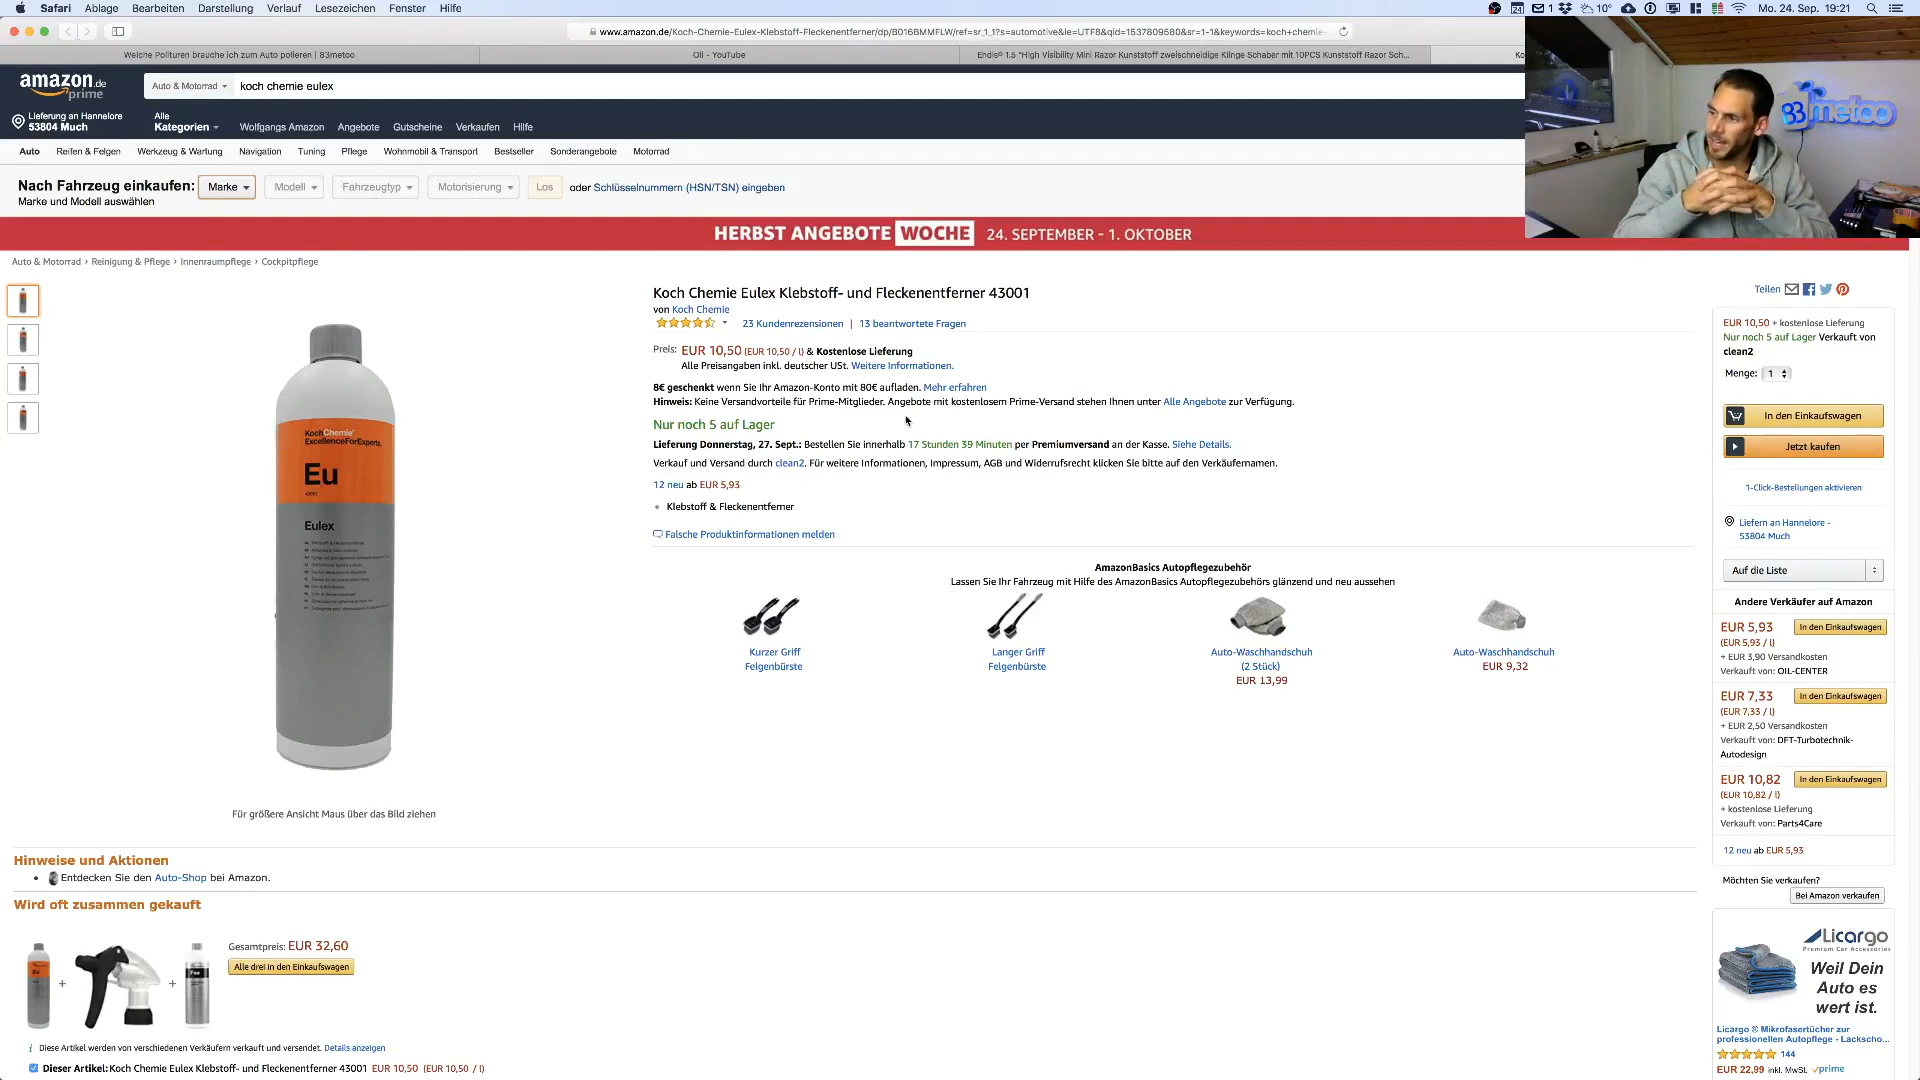 Safari Ablage Bearbeiten Darstellung Verlauf Lesezeichen Fenster Hilfe
24 1 10° Mo. 24. Sep. 19:21
www.amazon.de/Koch-Chemie-Eulex-Klebstoff-Fleckenentferner/dp/B016BMMFLW/ref=sr_1_1?s=automotive&ie=UTF8&qid=1537809580&sr=1-1&keywords=koch+chemie-
Welche Polituren brauche ich zum Auto polieren | 83metoo
Oli - YouTube
Ehdis® 1.5 "High Visibility Mini Razor Kunststoff zweischneidige Klinge Schaber mit 10PCS Kunststoff Razor Sch...
Ko
amazon.de
prime
Auto & Motorrad
koch chemie eulex
83metoo
Lieferung an Hannelore
53804 Much
Alle
Kategorien
Wolfgangs Amazon Angebote Gutscheine Verkaufen Hilfe
Auto Reifen & Felgen Werkzeug & Wartung Navigation Tuning Pflege Wohnmobil & Transport Bestseller Sonderangebote Motorrad
Nach Fahrzeug einkaufen:
Marke und Modell auswählen
Marke Modell Fahrzeugtyp Motorisierung Los oder Schlüsselnummern (HSN/TSN) eingeben
HERBST ANGEBOTE WOCHE 24. SEPTEMBER - 1. OKTOBER
Auto & Motorrad › Reinigung & Pflege › Innenraumpflege › Cockpitpflege
KochChemie
ExcellenceForExperts.
Eu
43001
Eulex
Für größere Ansicht Maus über das Bild ziehen
Koch Chemie Eulex Klebstoff- und Fleckenentferner 43001
von Koch Chemie
23 Kundenrezensionen | 13 beantwortete Fragen
Preis: EUR 10,50 (EUR 10,50 / l) & Kostenlose Lieferung
Alle Preisangaben inkl. deutscher USt. Weitere Informationen.
8€ geschenkt wenn Sie Ihr Amazon-Konto mit 80€ aufladen. Mehr erfahren
Hinweis: Keine Versandvorteile für Prime-Mitglieder. Angebote mit kostenlosem Prime-Versand stehen Ihnen unter Alle Angebote zur Verfügung.
Nur noch 5 auf Lager
Lieferung Donnerstag, 27. Sept.: Bestellen Sie innerhalb 17 Stunden 39 Minuten per Premiumversand an der Kasse. Siehe Details.
Verkauf und Versand durch clean2. Für weitere Informationen, Impressum, AGB und Widerrufsrecht klicken Sie bitte auf den Verkäufernamen.
12 neu ab EUR 5,93
Klebstoff & Fleckenentferner
Falsche Produktinformationen melden
AmazonBasics Autopflegezubehör
Lassen Sie Ihr Fahrzeug mit Hilfe des AmazonBasics Autopflegezubehörs glänzend und neu aussehen
Kurzer Griff
Felgenbürste
Langer Griff
Felgenbürste
Auto-Waschhandschuh
(2 Stück)
EUR 13,99
Auto-Waschhandschuh
EUR 9,32
Teilen
EUR 10,50 + kostenlose Lieferung
Nur noch 5 auf Lager Verkauft von
clean2
Menge: 1
In den Einkaufswagen
Jetzt kaufen
1-Click-Bestellungen aktivieren
Liefern an Hannelore -
53804 Much
Auf die Liste
Andere Verkäufer auf Amazon
EUR 5,93 In den Einkaufswagen
(EUR 5,93 / l)
+ EUR 3,90 Versandkosten
Verkauft von: OIL-CENTER
EUR 7,33 In den Einkaufswagen
(EUR 7,33 / l)
+ EUR 2,50 Versandkosten
Verkauft von: DFT-Turbotechnik-
Autodesign
EUR 10,82 In den Einkaufswagen
(EUR 10,82 / l)
+ kostenlose Lieferung
Verkauft von: Parts4Care
12 neu ab EUR 5,93
Möchten Sie verkaufen?
Bei Amazon verkaufen
Licargo
Premium Car Accessories
Weil Dein
Auto es
wert ist.
Licargo ® Mikrofasertücher zur
professionellen Autopflege - Lackscho...
144
EUR 22,99 inkl. MwSt. prime
Hinweise und Aktionen
Entdecken Sie den Auto-Shop bei Amazon.
Wird oft zusammen gekauft
Eu
+
+
Fse
Gesamtpreis: EUR 32,60
Alle drei in den Einkaufswagen
i Diese Artikel werden von verschiedenen Verkäufern verkauft und versendet. Details anzeigen
Dieser Artikel: Koch Chemie Eulex Klebstoff- und Fleckenentferner 43001 EUR 10,50 (EUR 10,50 / l)